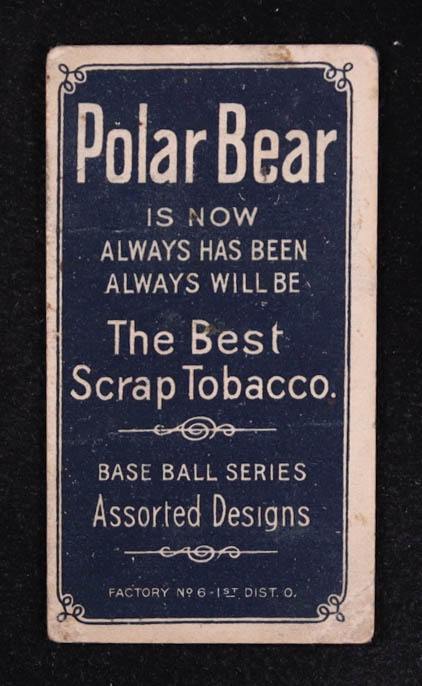 Polar Bear
IS NOW
ALWAYS HAS BEEN
ALWAYS WILL BE
The Best
Scrap Tobacco.
BASE BALL SERIES
Assorted Designs
FACTORY Nº 6 - 1ST DIST. O.